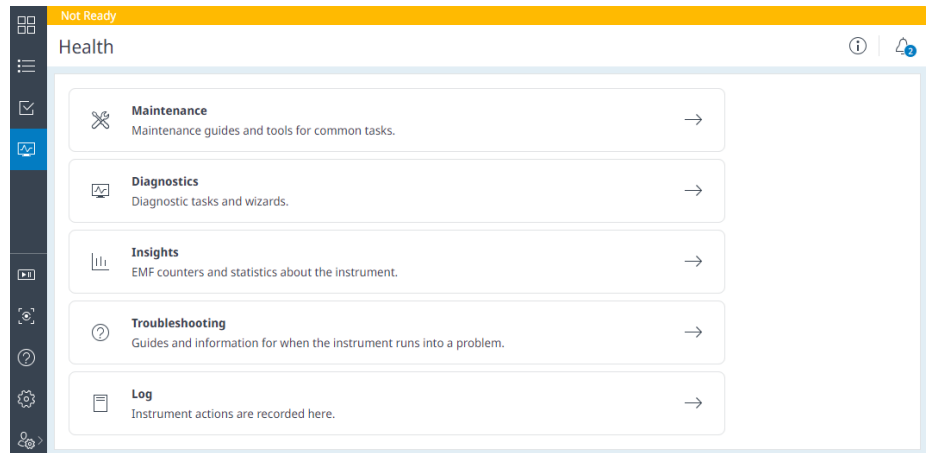 Not Ready
Health
2
Maintenance
Maintenance guides and tools for common tasks.
Diagnostics
Diagnostic tasks and wizards.
Insights
EMF counters and statistics about the instrument.
Troubleshooting
Guides and information for when the instrument runs into a problem.
Log
Instrument actions are recorded here.